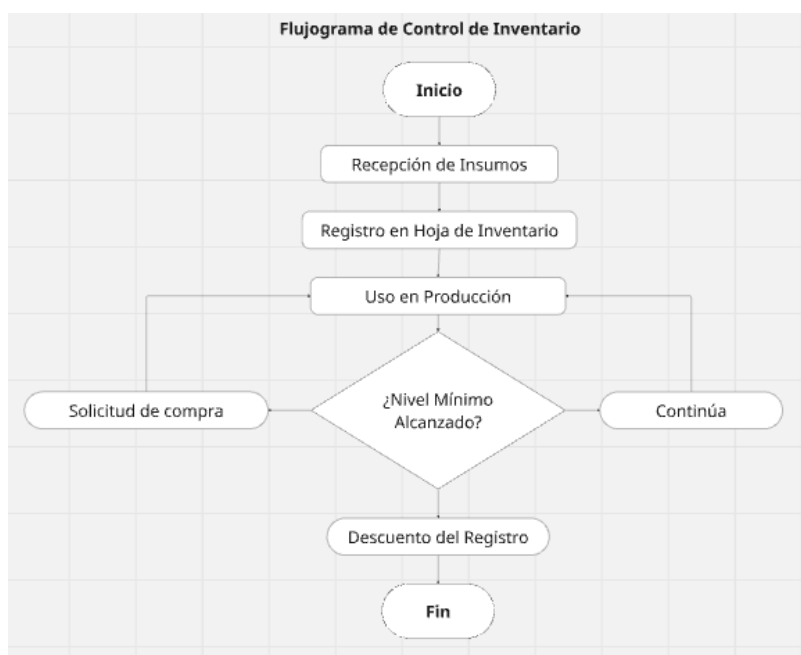 Flujograma de Control de Inventario
Inicio
Recepción de Insumos
Registro en Hoja de Inventario
Uso en Producción
Solicitud de compra
¿Nivel Mínimo
Alcanzado?
Continúa
Descuento del Registro
Fin